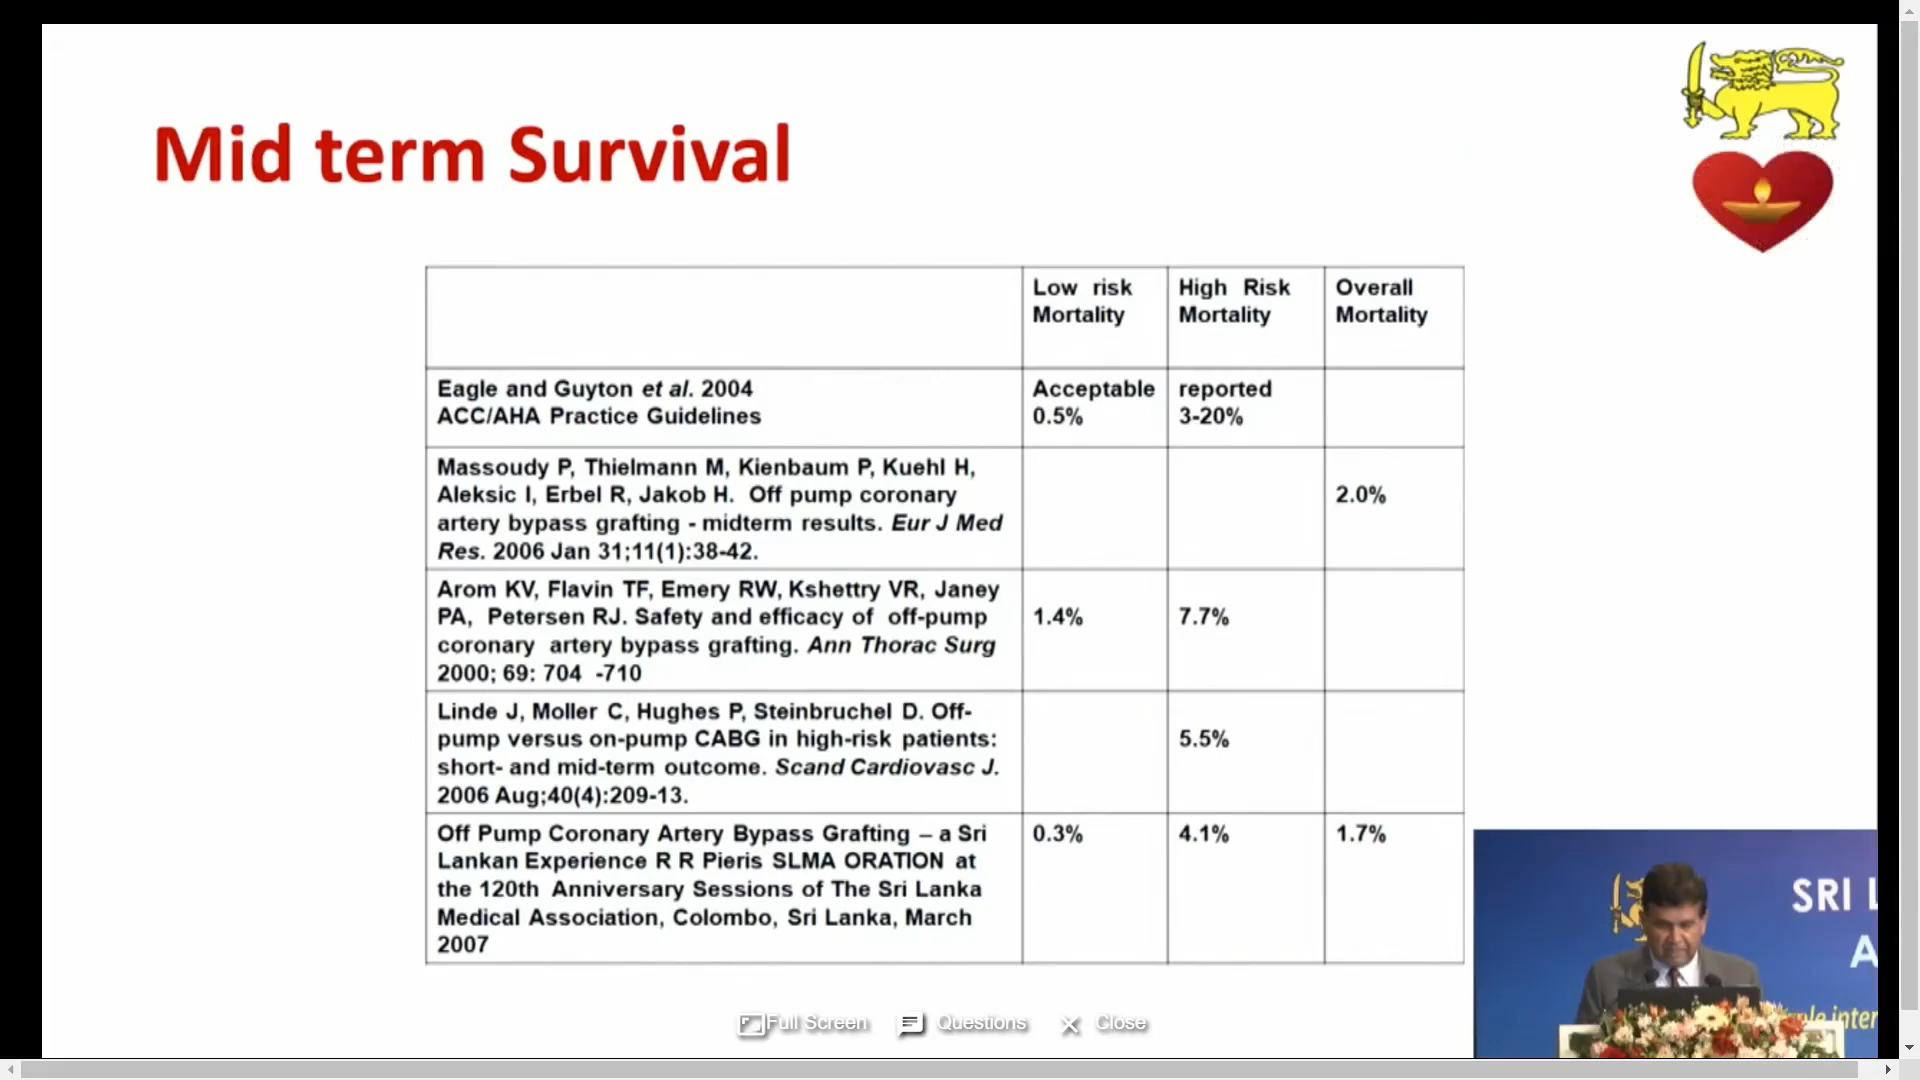 Mid term Survival
Low risk Mortality
High Risk Mortality
Overall Mortality
Eagle and Guyton et al. 2004
ACC/AHA Practice Guidelines
Acceptable 0.5%
reported 3-20%
Massoudy P, Thielmann M, Kienbaum P, Kuehl H,
Aleksic I, Erbel R, Jakob H. Off pump coronary
artery bypass grafting - midterm results. Eur J Med
Res. 2006 Jan 31;11(1):38-42.
2.0%
Arom KV, Flavin TF, Emery RW, Kshettry VR, Janey
PA, Petersen RJ. Safety and efficacy of off-pump
coronary artery bypass grafting. Ann Thorac Surg
2000; 69: 704 -710
1.4%
7.7%
Linde J, Moller C, Hughes P, Steinbruchel D. Off-
pump versus on-pump CABG in high-risk patients:
short- and mid-term outcome. Scand Cardiovasc J.
2006 Aug;40(4):209-13.
5.5%
Off Pump Coronary Artery Bypass Grafting – a Sri
Lankan Experience R R Pieris SLMA ORATION at
the 120th Anniversary Sessions of The Sri Lanka
Medical Association, Colombo, Sri Lanka, March
2007
0.3%
4.1%
1.7%
SRI L
A
Full Screen
Questions
Close